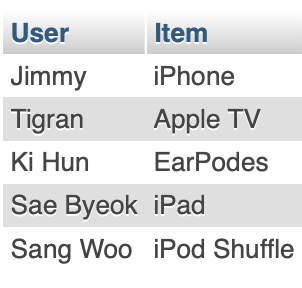 User Item
Jimmy iPhone
Tigran Apple TV
Ki Hun EarPodes
Sae Byeok iPad
Sang Woo iPod Shuffle